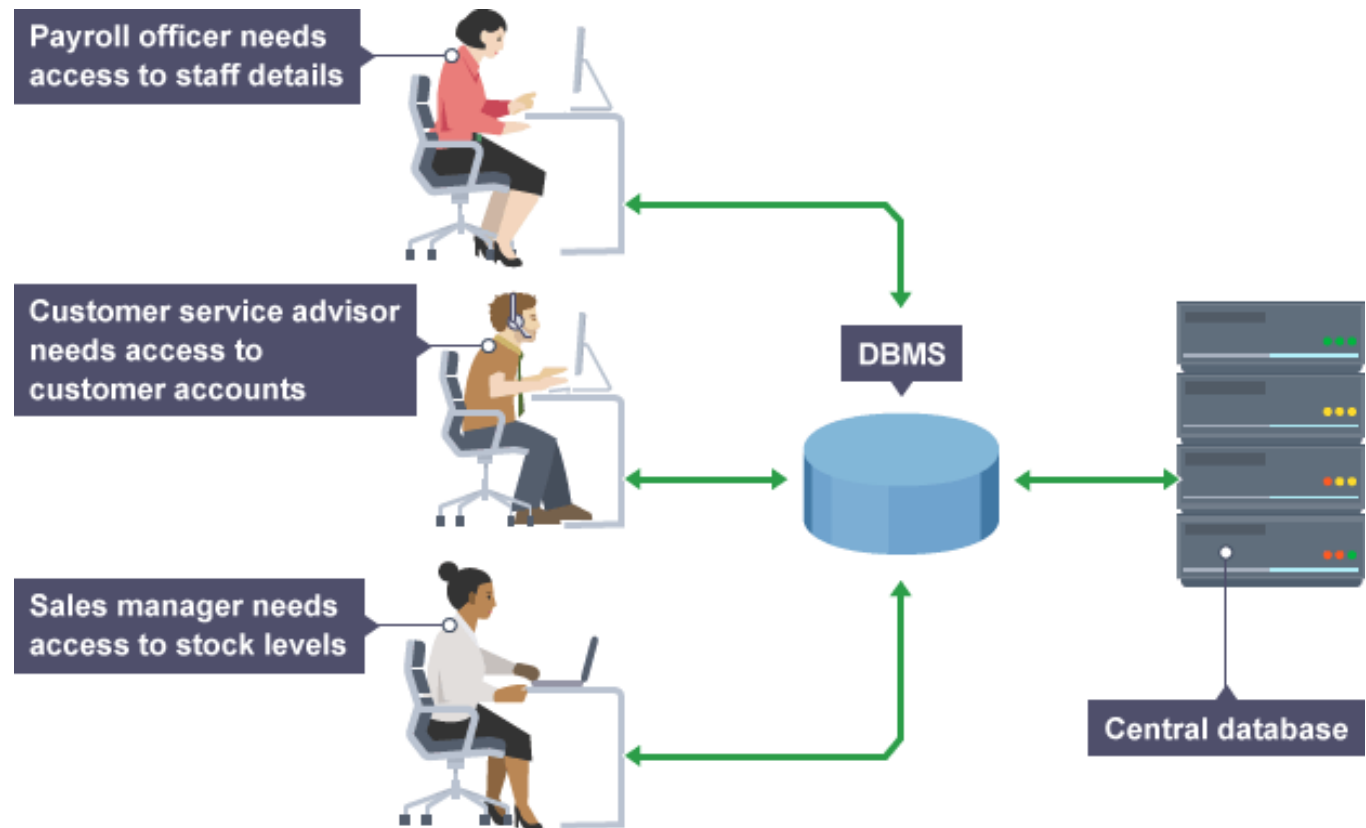 Payroll officer needs
access to staff details
Customer service advisor
needs access to
customer accounts
DBMS
Sales manager needs
access to stock levels
Central database